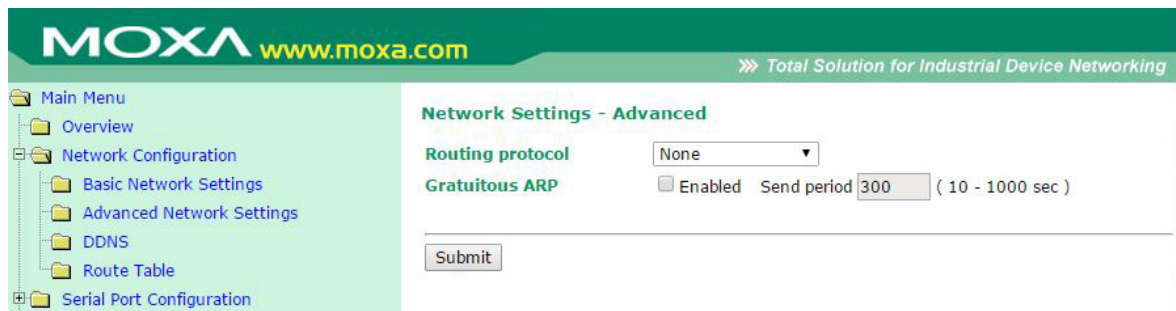 MOXA www.moxa.com
Total Solution for Industrial Device Networking
Main Menu
Overview
Network Configuration
Basic Network Settings
Advanced Network Settings
DDNS
Route Table
Serial Port Configuration
Network Settings - Advanced
Routing protocol None
Gratuitous ARP Enabled Send period 300 ( 10 - 1000 sec )
Submit